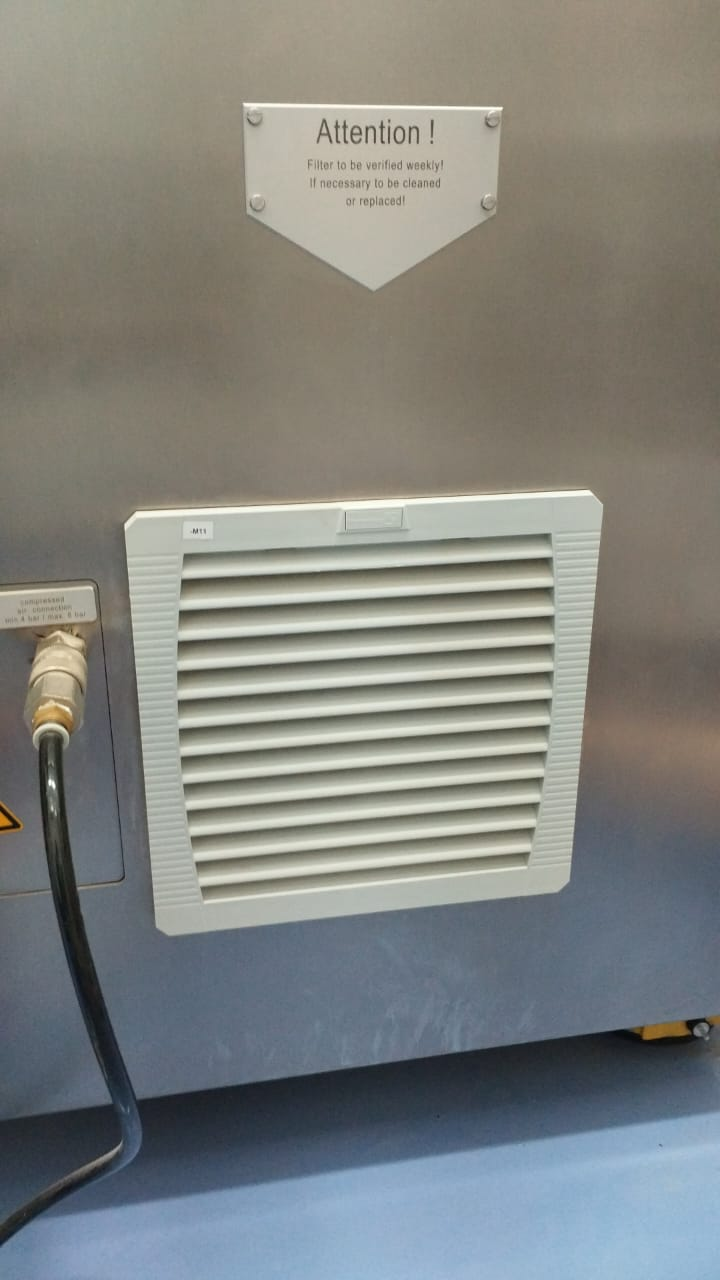 Attention !
Filter to be verified weekly!
If necessary to be cleaned
or replaced!
-M11
compressed
air connection
min.4 bar / max. 6 bar